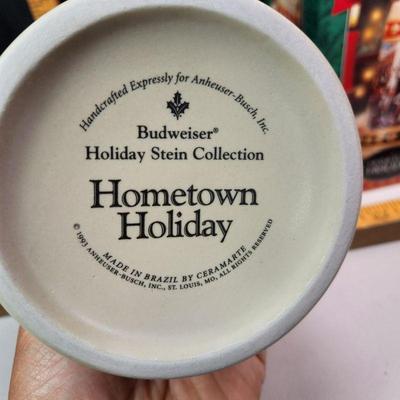 Handcrafted Expressly for Anheuser-Busch, Inc.
Budweiser®
Holiday Stein Collection
Hometown
Holiday
MADE IN BRAZIL BY CERAMARTE
© 1993 ANHEUSER-BUSCH, INC., ST. LOUIS, MO, ALL RIGHTS RESERVED